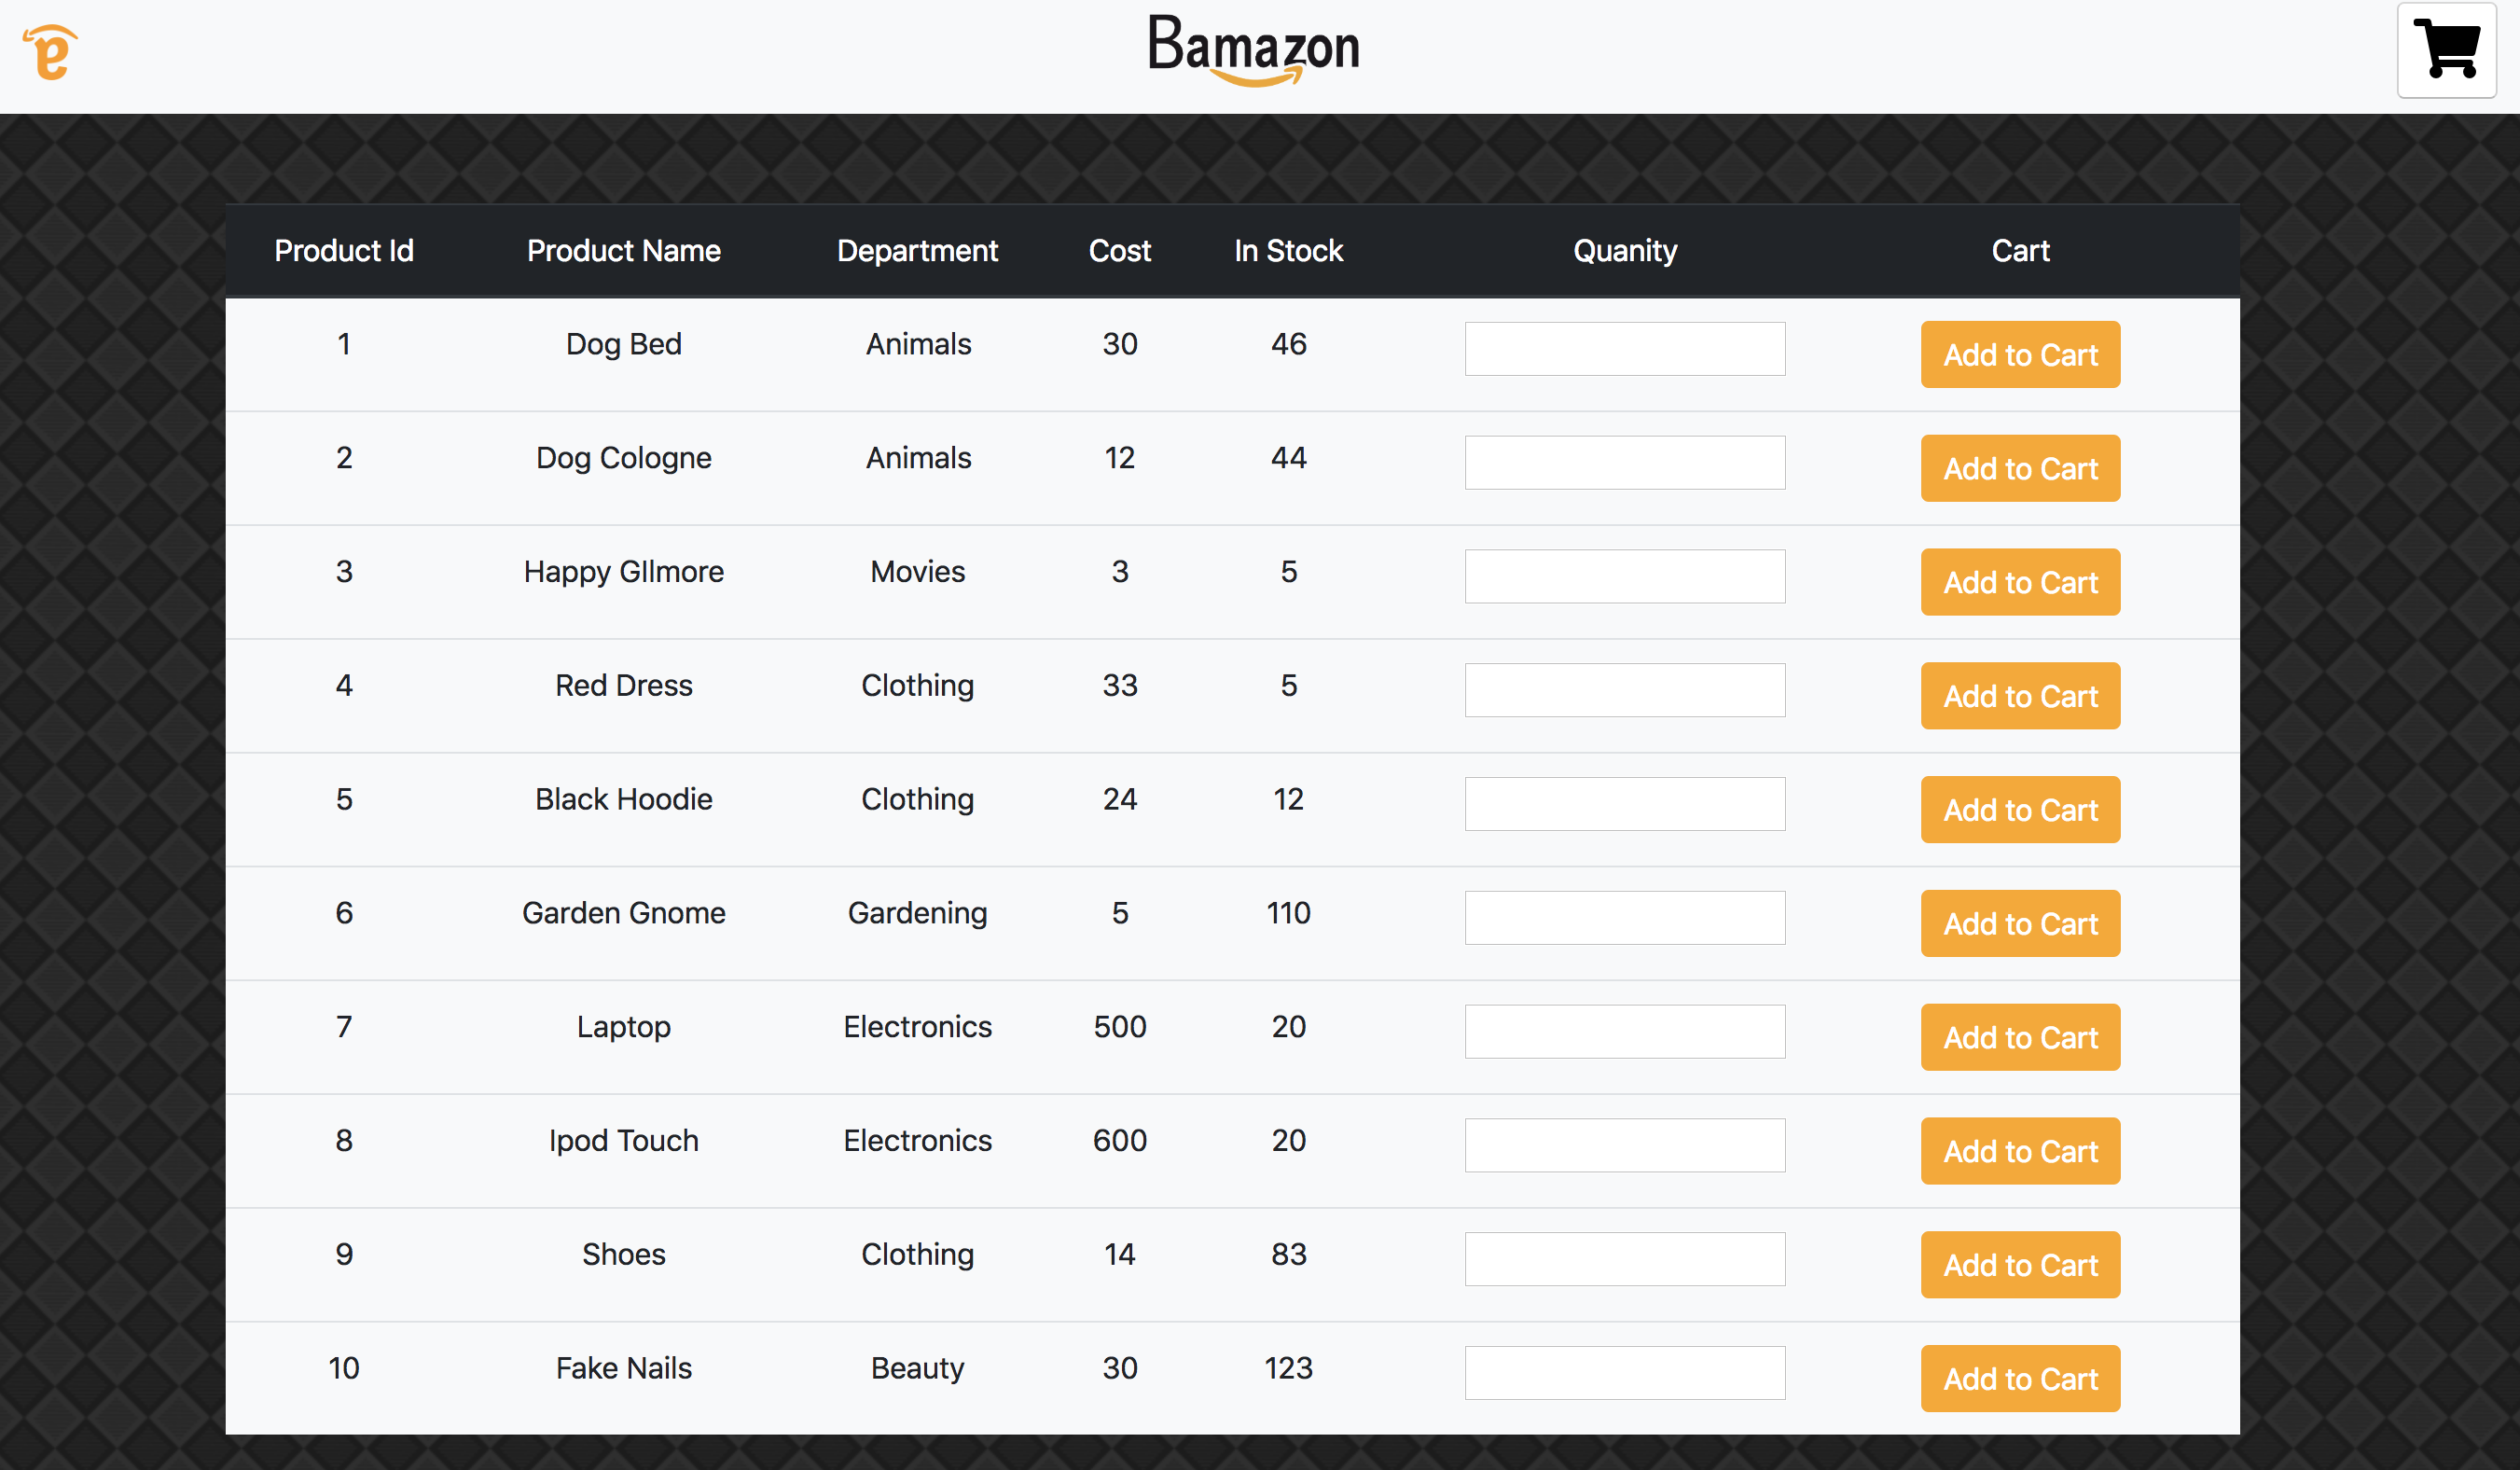 Bamazon
Product Id Product Name Department Cost In Stock Quanity Cart
1 Dog Bed Animals 30 46 Add to Cart
2 Dog Cologne Animals 12 44 Add to Cart
3 Happy GIlmore Movies 3 5 Add to Cart
4 Red Dress Clothing 33 5 Add to Cart
5 Black Hoodie Clothing 24 12 Add to Cart
6 Garden Gnome Gardening 5 110 Add to Cart
7 Laptop Electronics 500 20 Add to Cart
8 Ipod Touch Electronics 600 20 Add to Cart
9 Shoes Clothing 14 83 Add to Cart
10 Fake Nails Beauty 30 123 Add to Cart